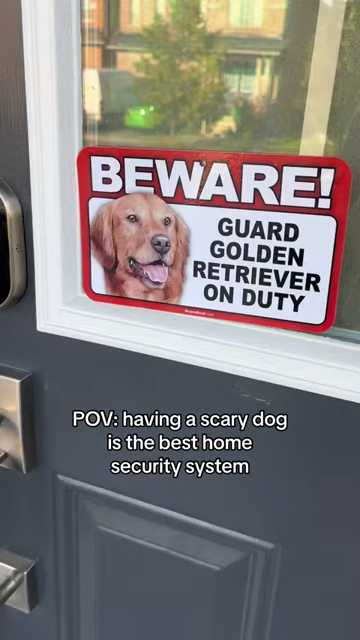 BEWARE!
GUARD
GOLDEN
RETRIEVER
ON DUTY
POV: having a scary dog
is the best home
security system